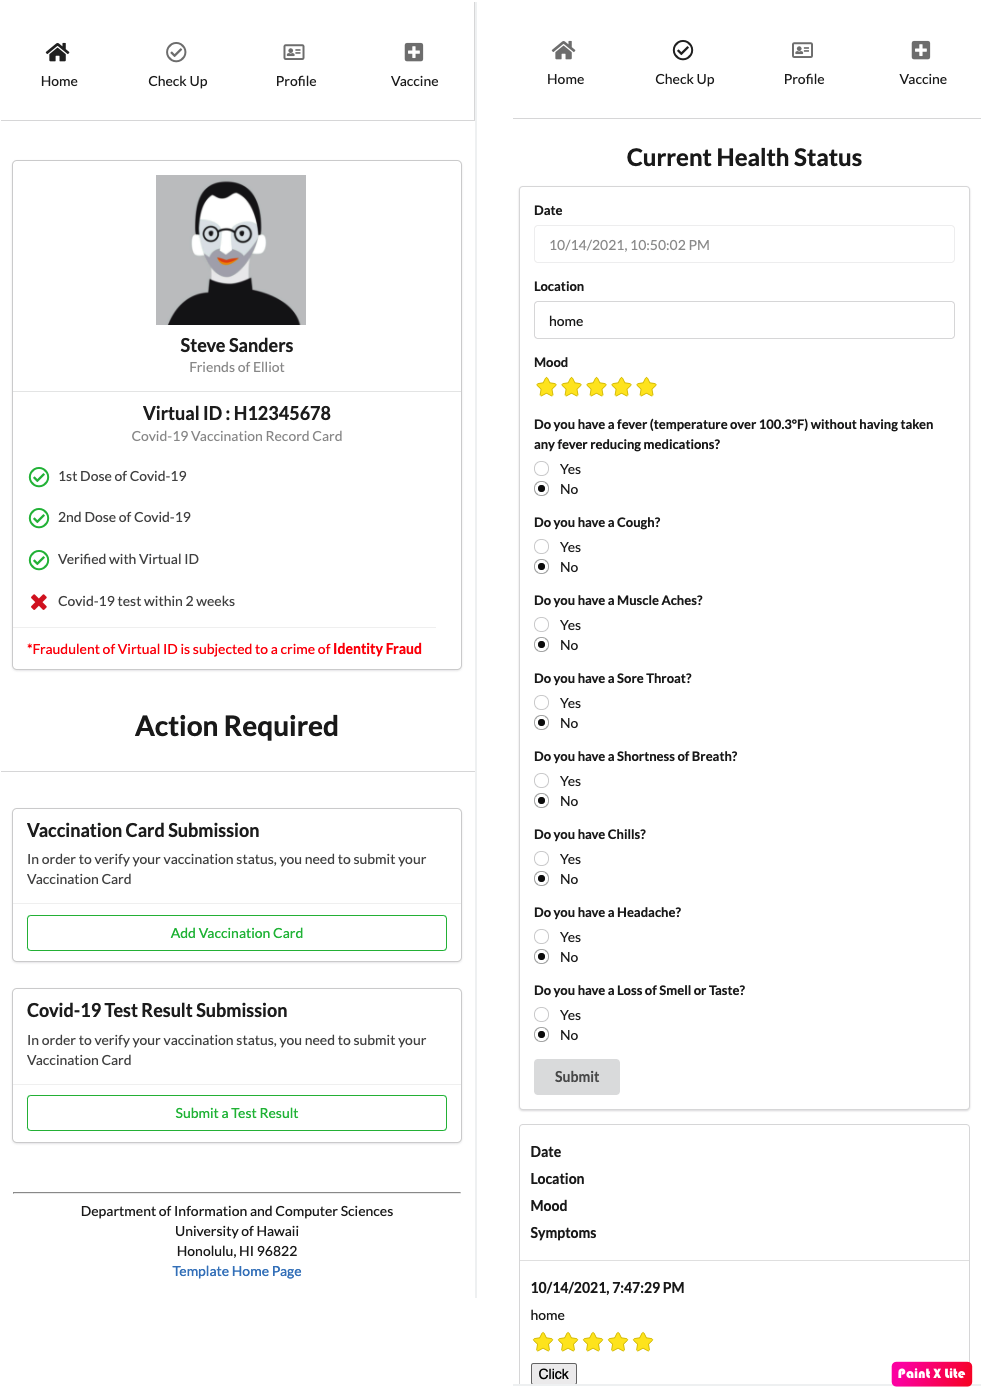 Home
Check Up
Profile
Vaccine
Steve Sanders
Friends of Elliot
Virtual ID : H12345678
Covid-19 Vaccination Record Card
1st Dose of Covid-19
2nd Dose of Covid-19
Verified with Virtual ID
Covid-19 test within 2 weeks
*Fraudulent of Virtual ID is subjected to a crime of Identity Fraud
Action Required
Vaccination Card Submission
In order to verify your vaccination status, you need to submit your
Vaccination Card
Add Vaccination Card
Covid-19 Test Result Submission
In order to verify your vaccination status, you need to submit your
Vaccination Card
Submit a Test Result
Department of Information and Computer Sciences
University of Hawaii
Honolulu, HI 96822
Template Home Page
Home
Check Up
Profile
Vaccine
Current Health Status
Date
10/14/2021, 10:50:02 PM
Location
home
Mood
Do you have a fever (temperature over 100.3°F) without having taken
any fever reducing medications?
Yes
No
Do you have a Cough?
Yes
No
Do you have a Muscle Aches?
Yes
No
Do you have a Sore Throat?
Yes
No
Do you have a Shortness of Breath?
Yes
No
Do you have Chills?
Yes
No
Do you have a Headache?
Yes
No
Do you have a Loss of Smell or Taste?
Yes
No
Submit
Date
Location
Mood
Symptoms
10/14/2021, 7:47:29 PM
home
Click
Paint X Lite